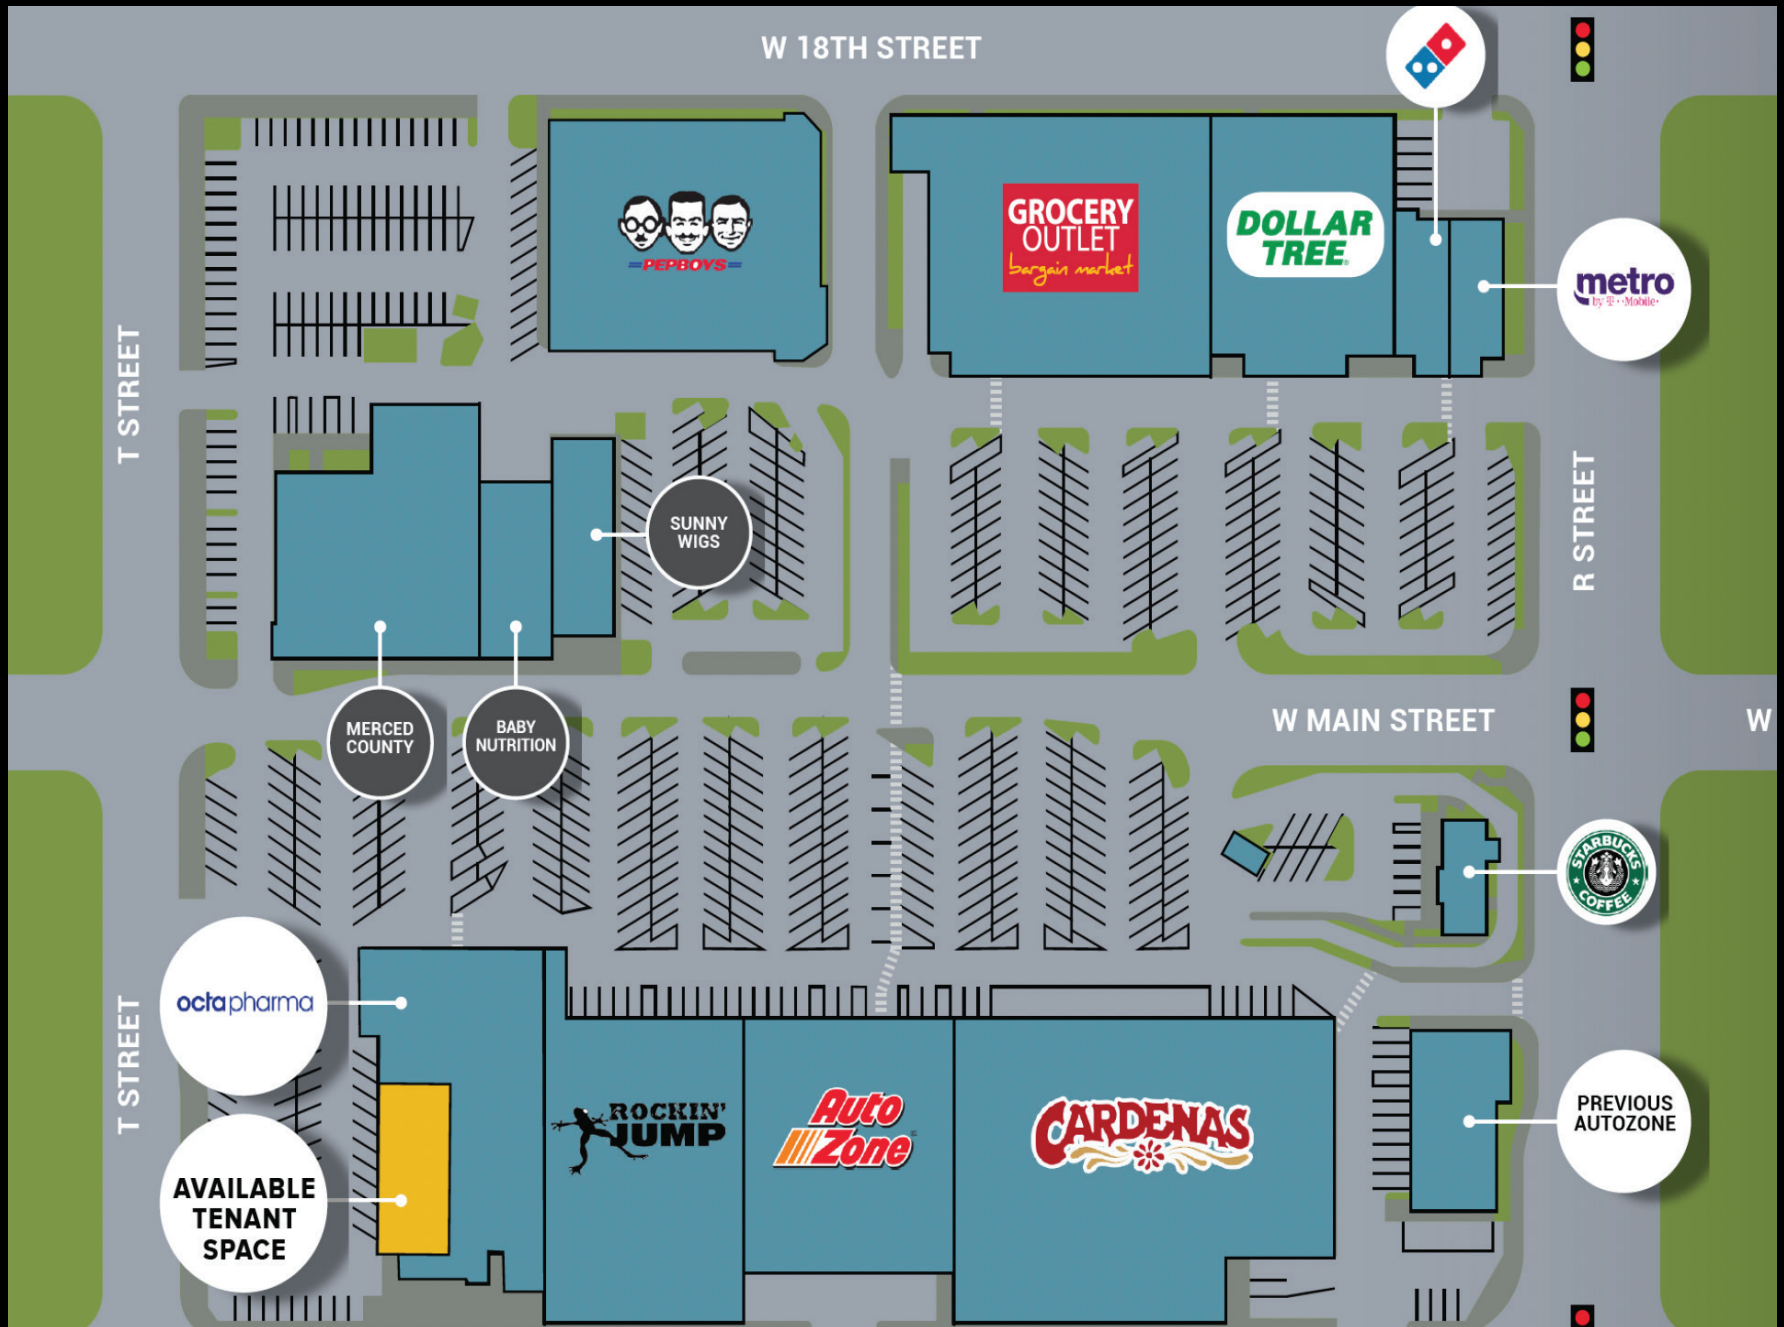 W 18TH STREET
PEPBOYS
GROCERY
OUTLET
bargain market
DOLLAR
TREE
metro
by T-Mobile
T STREET
R STREET
SUNNY
WIGS
MERCED
COUNTY
BABY
NUTRITION
W MAIN STREET
W
STARBUCKS
COFFEE
octapharma
T STREET
AVAILABLE
TENANT
SPACE
ROCKIN'
JUMP
Auto
Zone
CARDENAS
PREVIOUS
AUTOZONE